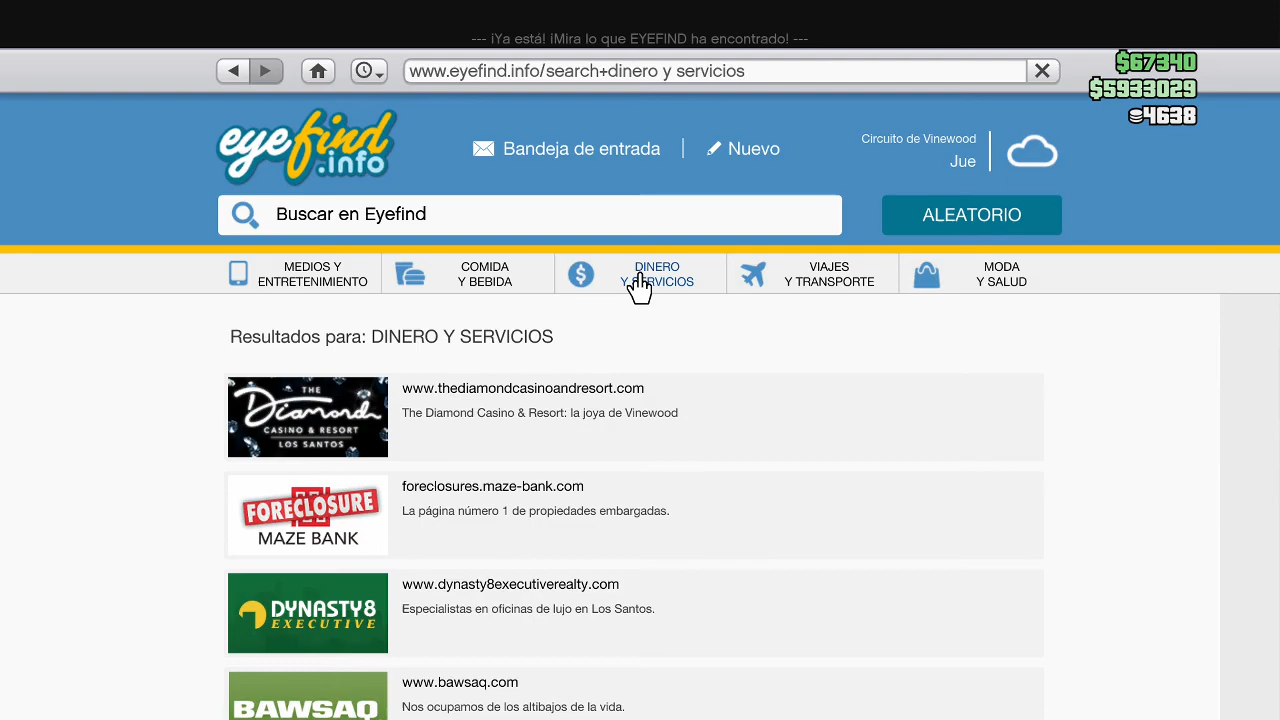 --- ¡Ya está! ¡Mira lo que EYEFIND ha encontrado! ---
www.eyefind.info/search+dinero y servicios
$67340
$5933029
4638
eyefind
.info
Bandeja de entrada
Nuevo
Circuito de Vinewood
Jue
Buscar en Eyefind
ALEATORIO
MEDIOS Y
ENTRETENIMIENTO
COMIDA
Y BEBIDA
$
DINERO
Y SERVICIOS
VIAJES
Y TRANSPORTE
MODA
Y SALUD
Resultados para: DINERO Y SERVICIOS
THE
Diamond
CASINO & RESORT
LOS SANTOS
www.thediamondcasinoandresort.com
The Diamond Casino & Resort: la joya de Vinewood
FORECLOSURE
MAZE BANK
foreclosures.maze-bank.com
La página número 1 de propiedades embargadas.
DYNASTY8
EXECUTIVE
www.dynasty8executiverealty.com
Especialistas en oficinas de lujo en Los Santos.
BAWSAQ
www.bawsaq.com
Nos ocupamos de los altibajos de la vida.